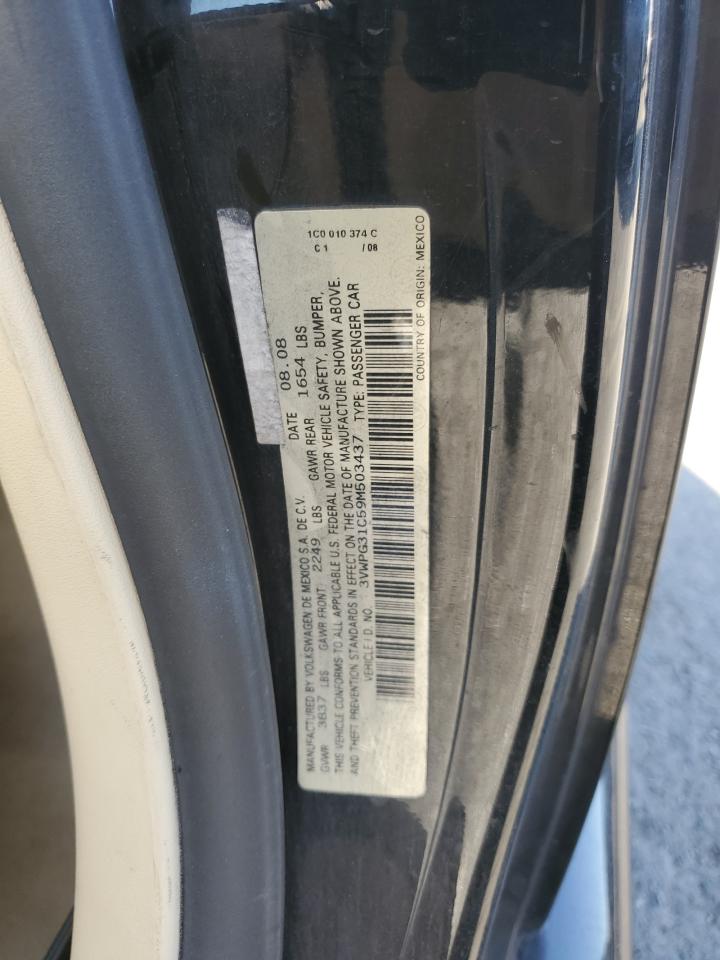 1C0 010 374 C
C 1 /08
MANUFACTURED BY VOLKSWAGEN DE MEXICO S.A. DE C.V. DATE 08.08
GVWR 3837 LBS GAWR FRONT: 2249 LBS GAWR REAR 1654 LBS
THIS VEHICLE CONFORMS TO ALL APPLICABLE U.S. FEDERAL MOTOR VEHICLE SAFETY, BUMPER,
AND THEFT PREVENTION STANDARDS IN EFFECT ON THE DATE OF MANUFACTURE SHOWN ABOVE.
VEHICLE I.D. NO. 3VWPG31C59M503437 TYPE: PASSENGER CAR
COUNTRY OF ORIGIN: MEXICO